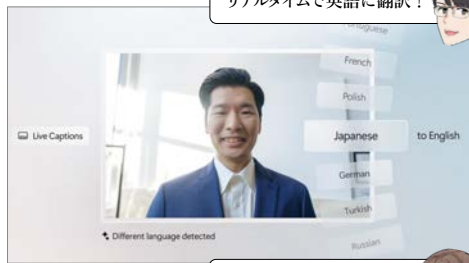 リアルタイムで英語に翻訳！
Portuguese
French
Polish
Live Captions
Japanese
to English
German
Turkish
Different language detected
Russian